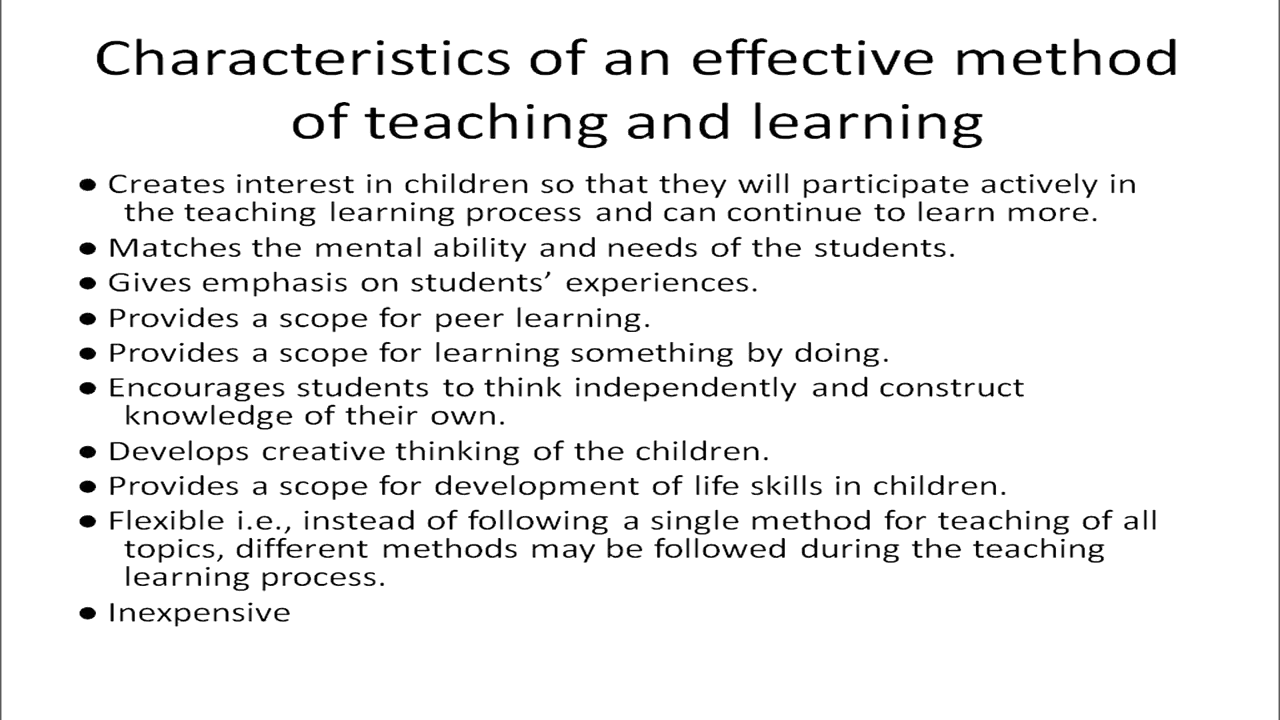 Characteristics of an effective method
of teaching and learning
● Creates interest in children so that they will participate actively in
the teaching learning process and can continue to learn more.
● Matches the mental ability and needs of the students.
● Gives emphasis on students’ experiences.
● Provides a scope for peer learning.
● Provides a scope for learning something by doing.
● Encourages students to think independently and construct
knowledge of their own.
● Develops creative thinking of the children.
● Provides a scope for development of life skills in children.
● Flexible i.e., instead of following a single method for teaching of all
topics, different methods may be followed during the teaching
learning process.
● Inexpensive